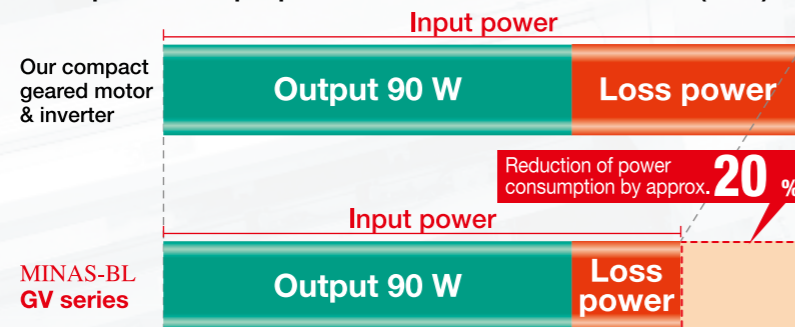 Input power
Our compact
geared motor
& inverter
Output 90 W
Loss power
Reduction of power
consumption by approx. 20 %
Input power
MINAS-BL
GV series
Output 90 W
Loss
power